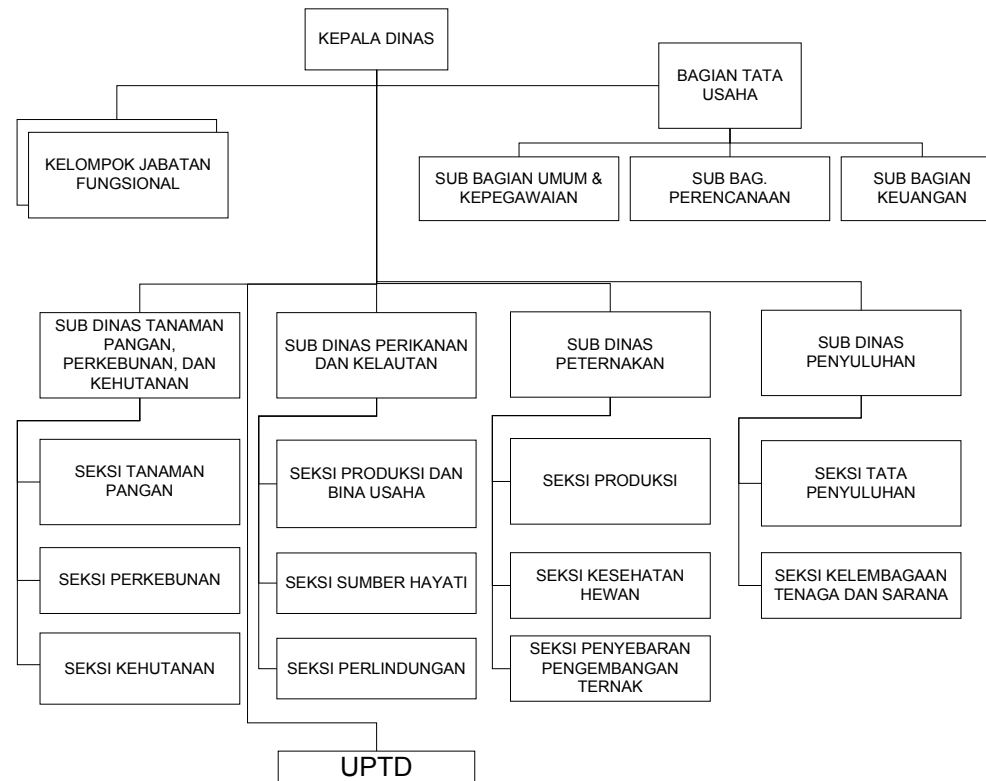 KEPALA DINAS
BAGIAN TATA
USAHA
KELOMPOK JABATAN
FUNGSIONAL
SUB BAGIAN UMUM &
KEPEGAWAIAN
SUB BAG.
PERENCANAAN
SUB BAGIAN
KEUANGAN
SUB DINAS TANAMAN
PANGAN,
PERKEBUNAN, DAN
KEHUTANAN
SUB DINAS PERIKANAN
DAN KELAUTAN
SUB DINAS
PETERNAKAN
SUB DINAS
PENYULUHAN
SEKSI TANAMAN
PANGAN
SEKSI PRODUKSI DAN
BINA USAHA
SEKSI PRODUKSI
SEKSI TATA
PENYULUHAN
SEKSI PERKEBUNAN
SEKSI SUMBER HAYATI
SEKSI KESEHATAN
HEWAN
SEKSI KELEMBAGAAN
TENAGA DAN SARANA
SEKSI KEHUTANAN
SEKSI PERLINDUNGAN
SEKSI PENYEBARAN
PENGEMBANGAN
TERNAK
UPTD